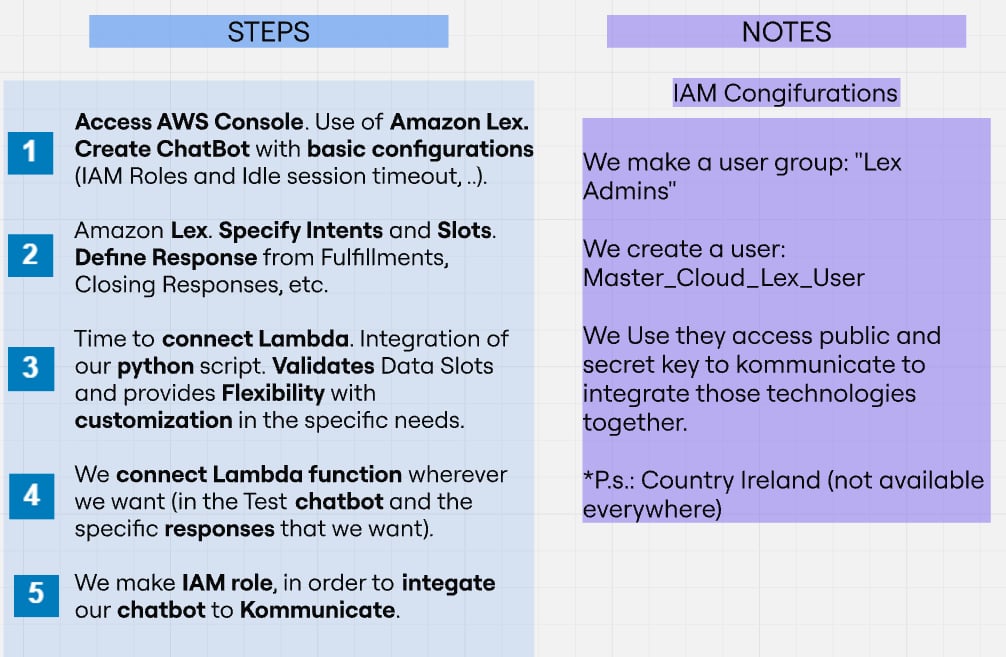 STEPS
1
Access AWS Console. Use of Amazon Lex.
Create ChatBot with basic configurations
(IAM Roles and Idle session timeout, ..).
2
Amazon Lex. Specify Intents and Slots.
Define Response from Fulfillments,
Closing Responses, etc.
3
Time to connect Lambda. Integration of
our python script. Validates Data Slots
and provides Flexibility with
customization in the specific needs.
4
We connect Lambda function wherever
we want (in the Test chatbot and the
specific responses that we want).
5
We make IAM role, in order to integate
our chatbot to Kommunicate.
NOTES
IAM Congifurations
We make a user group: "Lex
Admins"
We create a user:
Master_Cloud_Lex_User
We Use they access public and
secret key to kommunicate to
integrate those technologies
together.
*P.s.: Country Ireland (not available
everywhere)